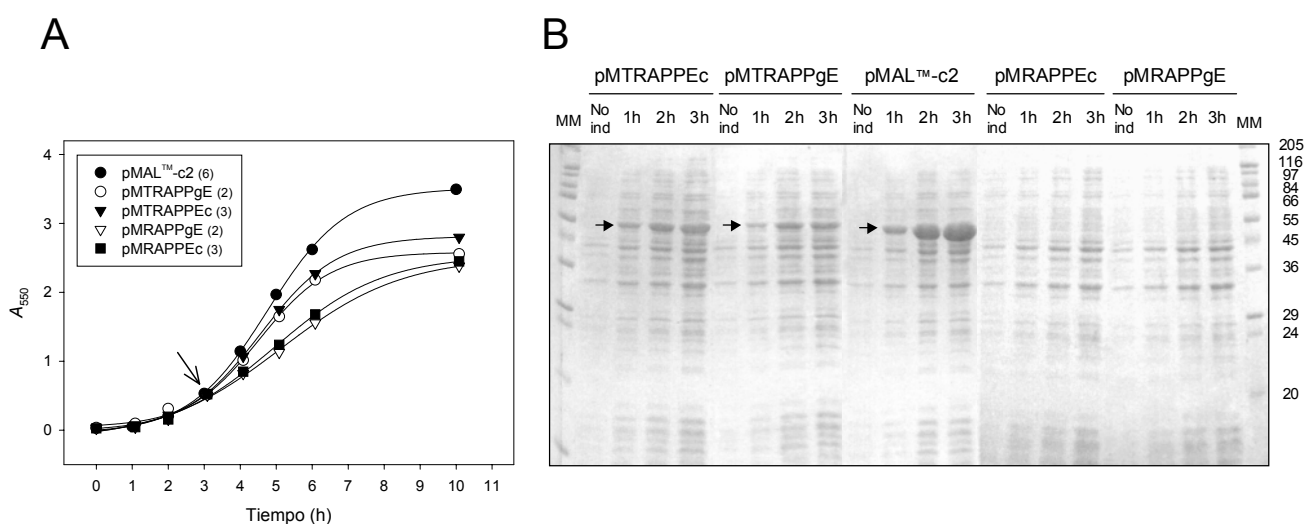 A
4
3
2
1
0
A550
pMAL™-c2 (6)
pMTRAPPgE (2)
pMTRAPPEc (3)
pMRAPPgE (2)
pMRAPPEc (3)
0 1 2 3 4 5 6 7 8 9 10 11
Tiempo (h)
B
pMTRAPPEc pMTRAPPgE pMAL™-c2 pMRAPPEc pMRAPPgE
MM No ind 1h 2h 3h No ind 1h 2h 3h No ind 1h 2h 3h No ind 1h 2h 3h No ind 1h 2h 3h MM
205
116
97
84
66
55
45
36
29
24
20